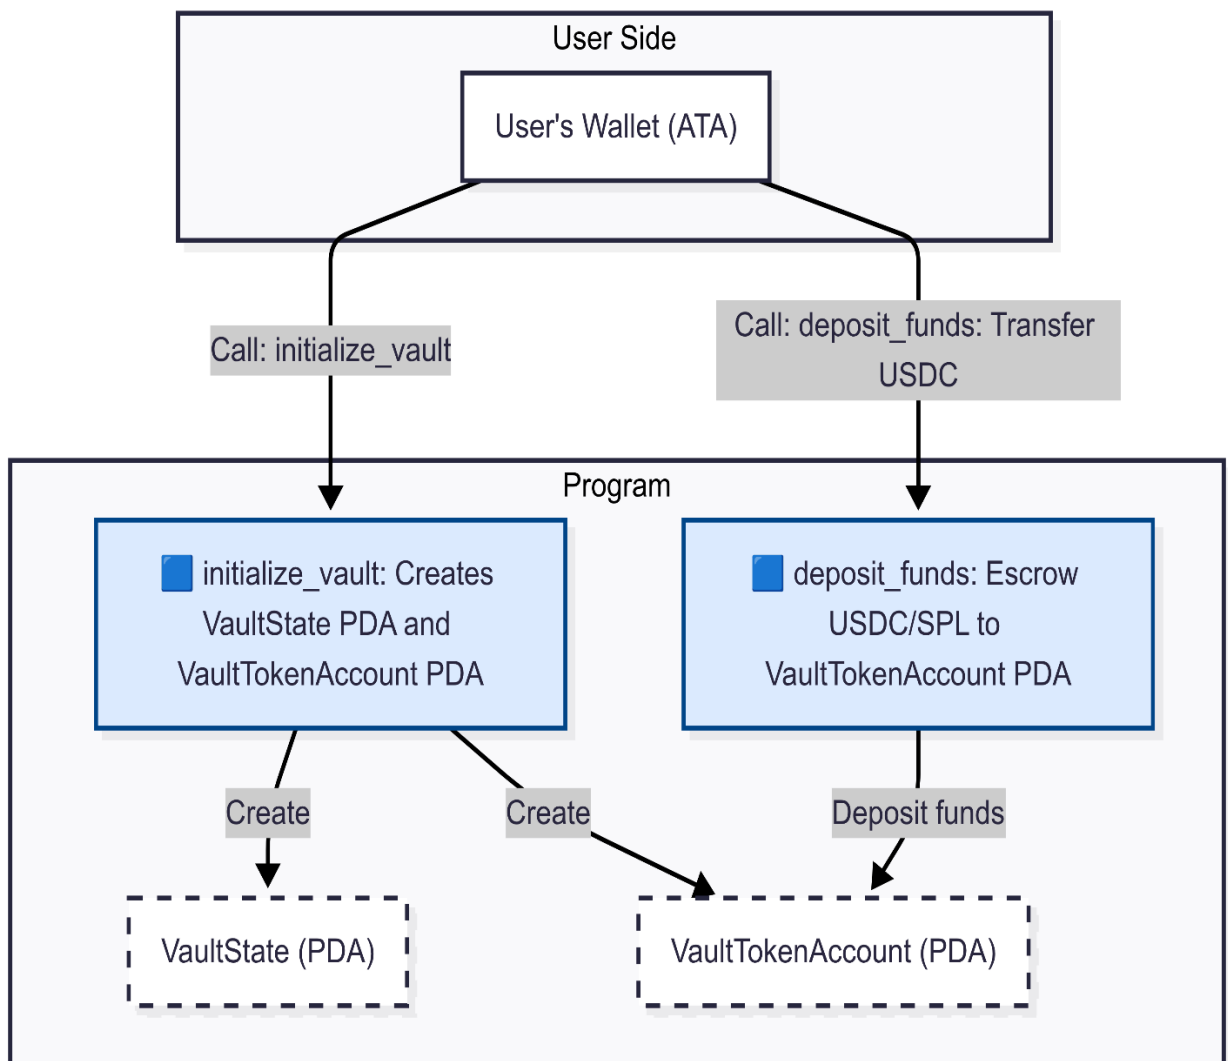 User Side
User's Wallet (ATA)
Call: initialize_vault
Call: deposit_funds: Transfer
USDC
Program
🟦 initialize_vault: Creates
VaultState PDA and
VaultTokenAccount PDA
🟦 deposit_funds: Escrow
USDC/SPL to
VaultTokenAccount PDA
Create
Create
Deposit funds
VaultState (PDA)
VaultTokenAccount (PDA)